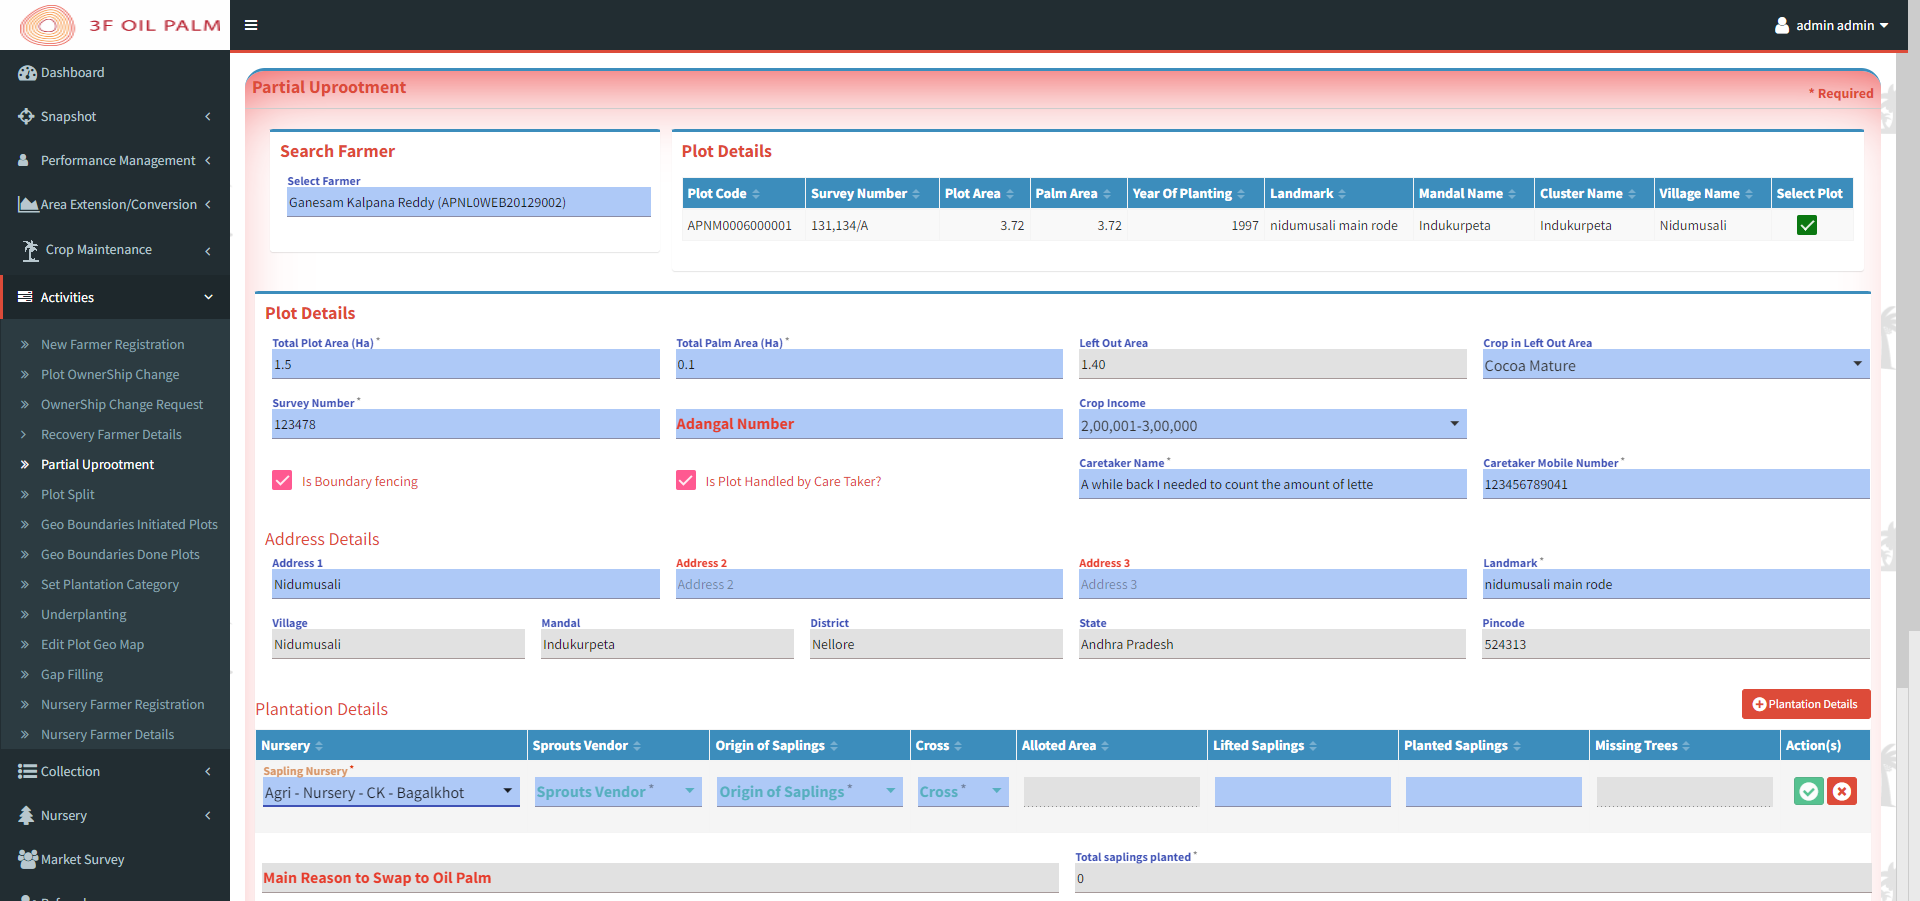 3F OIL PALM
admin admin
Dashboard
Snapshot
Performance Management
Area Extension/Conversion
Crop Maintenance
Activities
New Farmer Registration
Plot OwnerShip Change
OwnerShip Change Request
Recovery Farmer Details
Partial Uprootment
Plot Split
Geo Boundaries Initiated Plots
Geo Boundaries Done Plots
Set Plantation Category
Underplanting
Edit Plot Geo Map
Gap Filling
Nursery Farmer Registration
Nursery Farmer Details
Collection
Nursery
Market Survey
Partial Uprootment
* Required
Search Farmer
Select Farmer
Ganesam Kalpana Reddy (APNL0WEB20129002)
Plot Details
Plot Code Survey Number Plot Area Palm Area Year Of Planting Landmark Mandal Name Cluster Name Village Name Select Plot
APNM0006000001 131,134/A 3.72 3.72 1997 nidumusali main rode Indukurpeta Indukurpeta Nidumusali
Plot Details
Total Plot Area (Ha) * Total Palm Area (Ha) * Left Out Area Crop in Left Out Area
1.5 0.1 1.40 Cocoa Mature
Survey Number * Crop Income
123478 Adangal Number 2,00,001-3,00,000
Caretaker Name * Caretaker Mobile Number *
Is Boundary fencing Is Plot Handled by Care Taker? A while back I needed to count the amount of lette 123456789041
Address Details
Address 1 Address 2 Address 3 Landmark *
Nidumusali Address 2 Address 3 nidumusali main rode
Village Mandal District State Pincode
Nidumusali Indukurpeta Nellore Andhra Pradesh 524313
Plantation Details Plantation Details
Nursery Sprouts Vendor Origin of Saplings Cross Alloted Area Lifted Saplings Planted Saplings Missing Trees Action(s)
Sapling Nursery *
Agri - Nursery - CK - Bagalkhot Sprouts Vendor * Origin of Saplings * Cross *
Total saplings planted *
Main Reason to Swap to Oil Palm 0